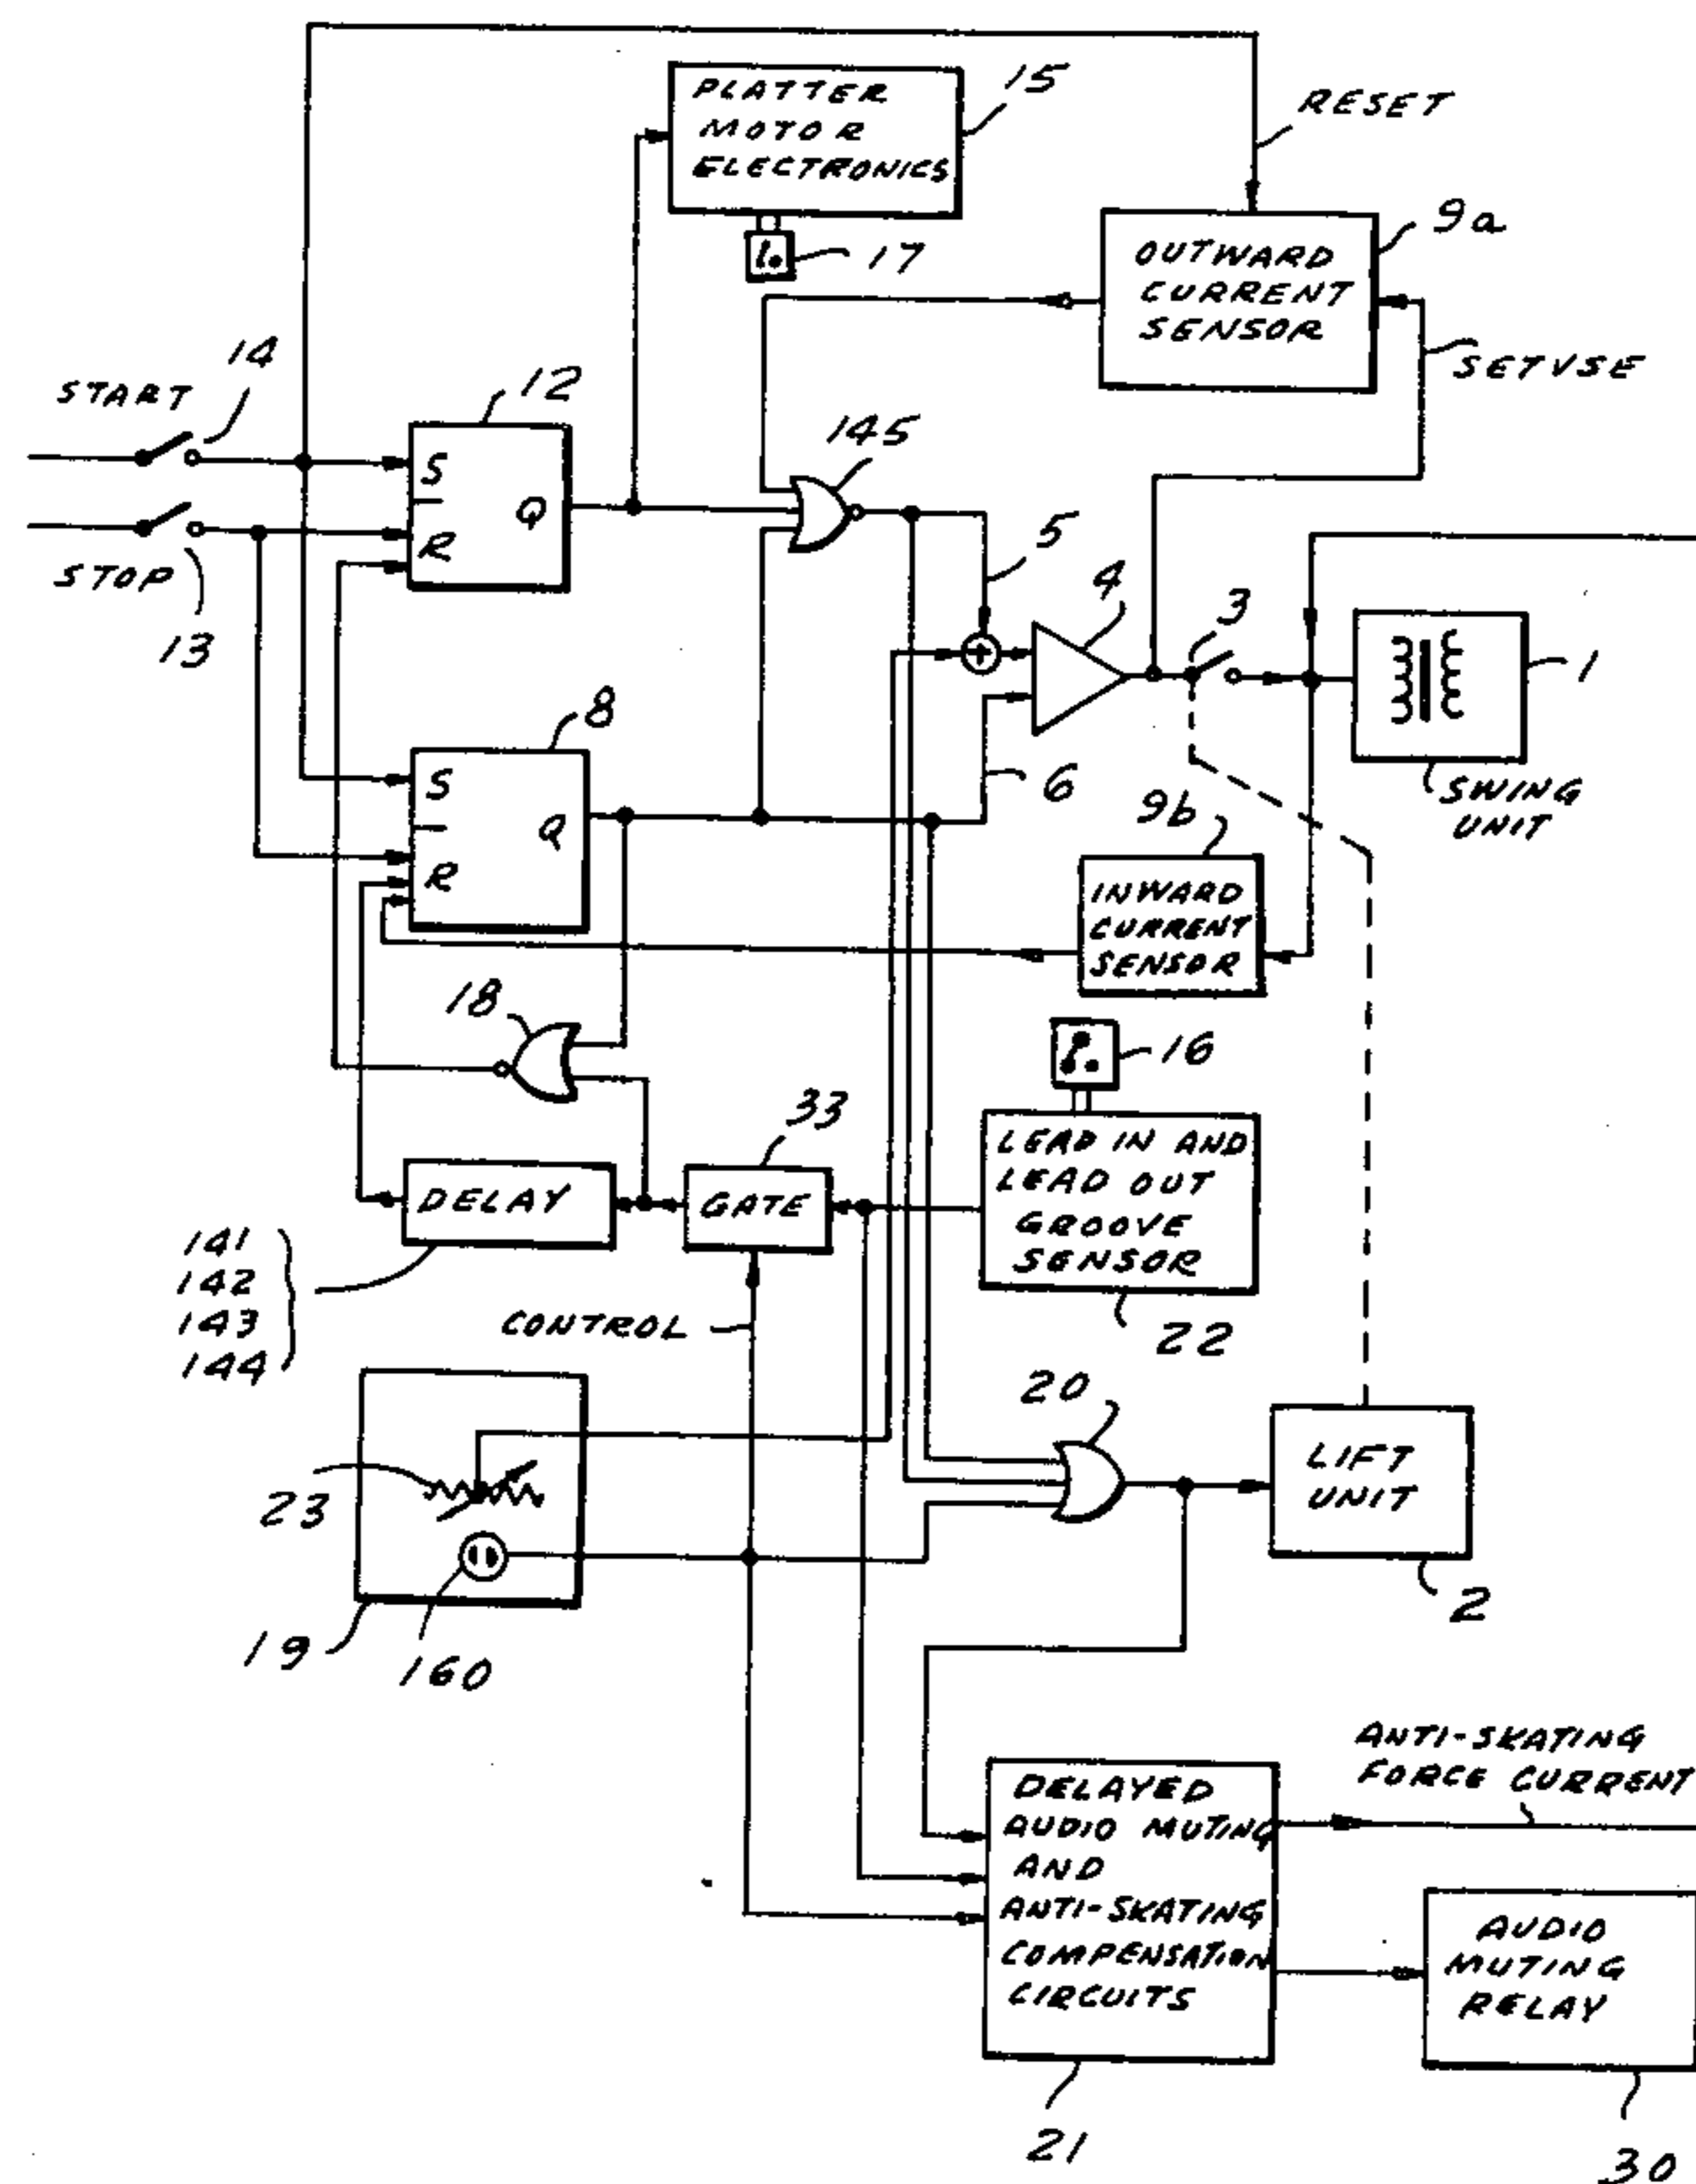 PLATTER
MOTOR
ELECTRONICS
15
RESET
17
OUTWARD
CURRENT
SENSOR
9a
SETVSE
START
14
STOP
13
12
S
R
Q
145
5
4
3
1
SWING
UNIT
8
S
R
Q
6
9b
INWARD
CURRENT
SENSOR
18
16
33
LEAD IN AND
LEAD OUT
GROOVE
SENSOR
22
DELAY
GATE
141
142
143
144
CONTROL
20
LIFT
UNIT
2
23
19
160
DELAYED
AUDIO MUTING
AND
ANTI-SKATING
COMPENSATION
CIRCUITS
21
ANTI-SKATING
FORCE CURRENT
AUDIO
MUTING
RELAY
30